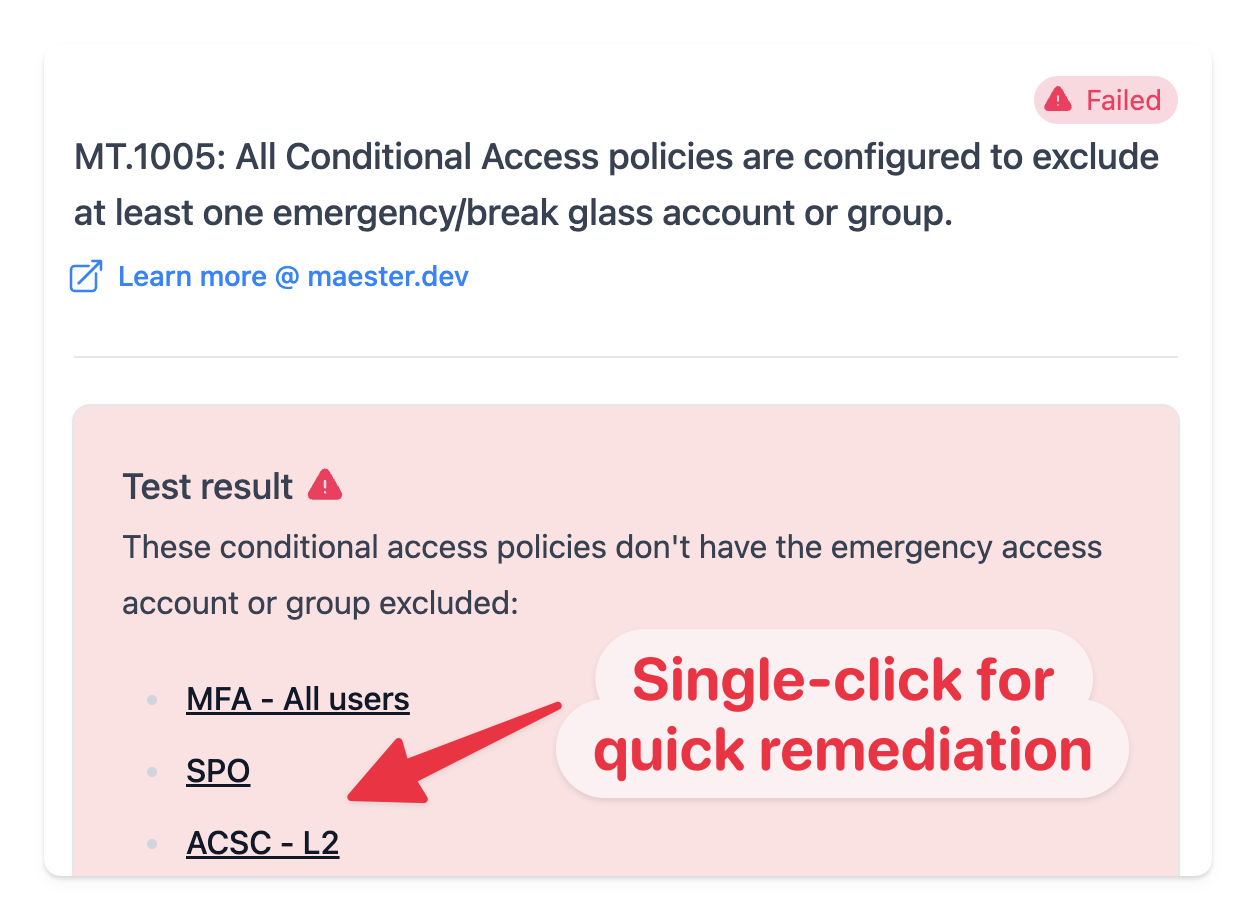 Failed
MT.1005: All Conditional Access policies are configured to exclude
at least one emergency/break glass account or group.
Learn more @ maester.dev
Test result
These conditional access policies don't have the emergency access
account or group excluded:
MFA - All users
SPO
ACSC - L2
Single-click for
quick remediation